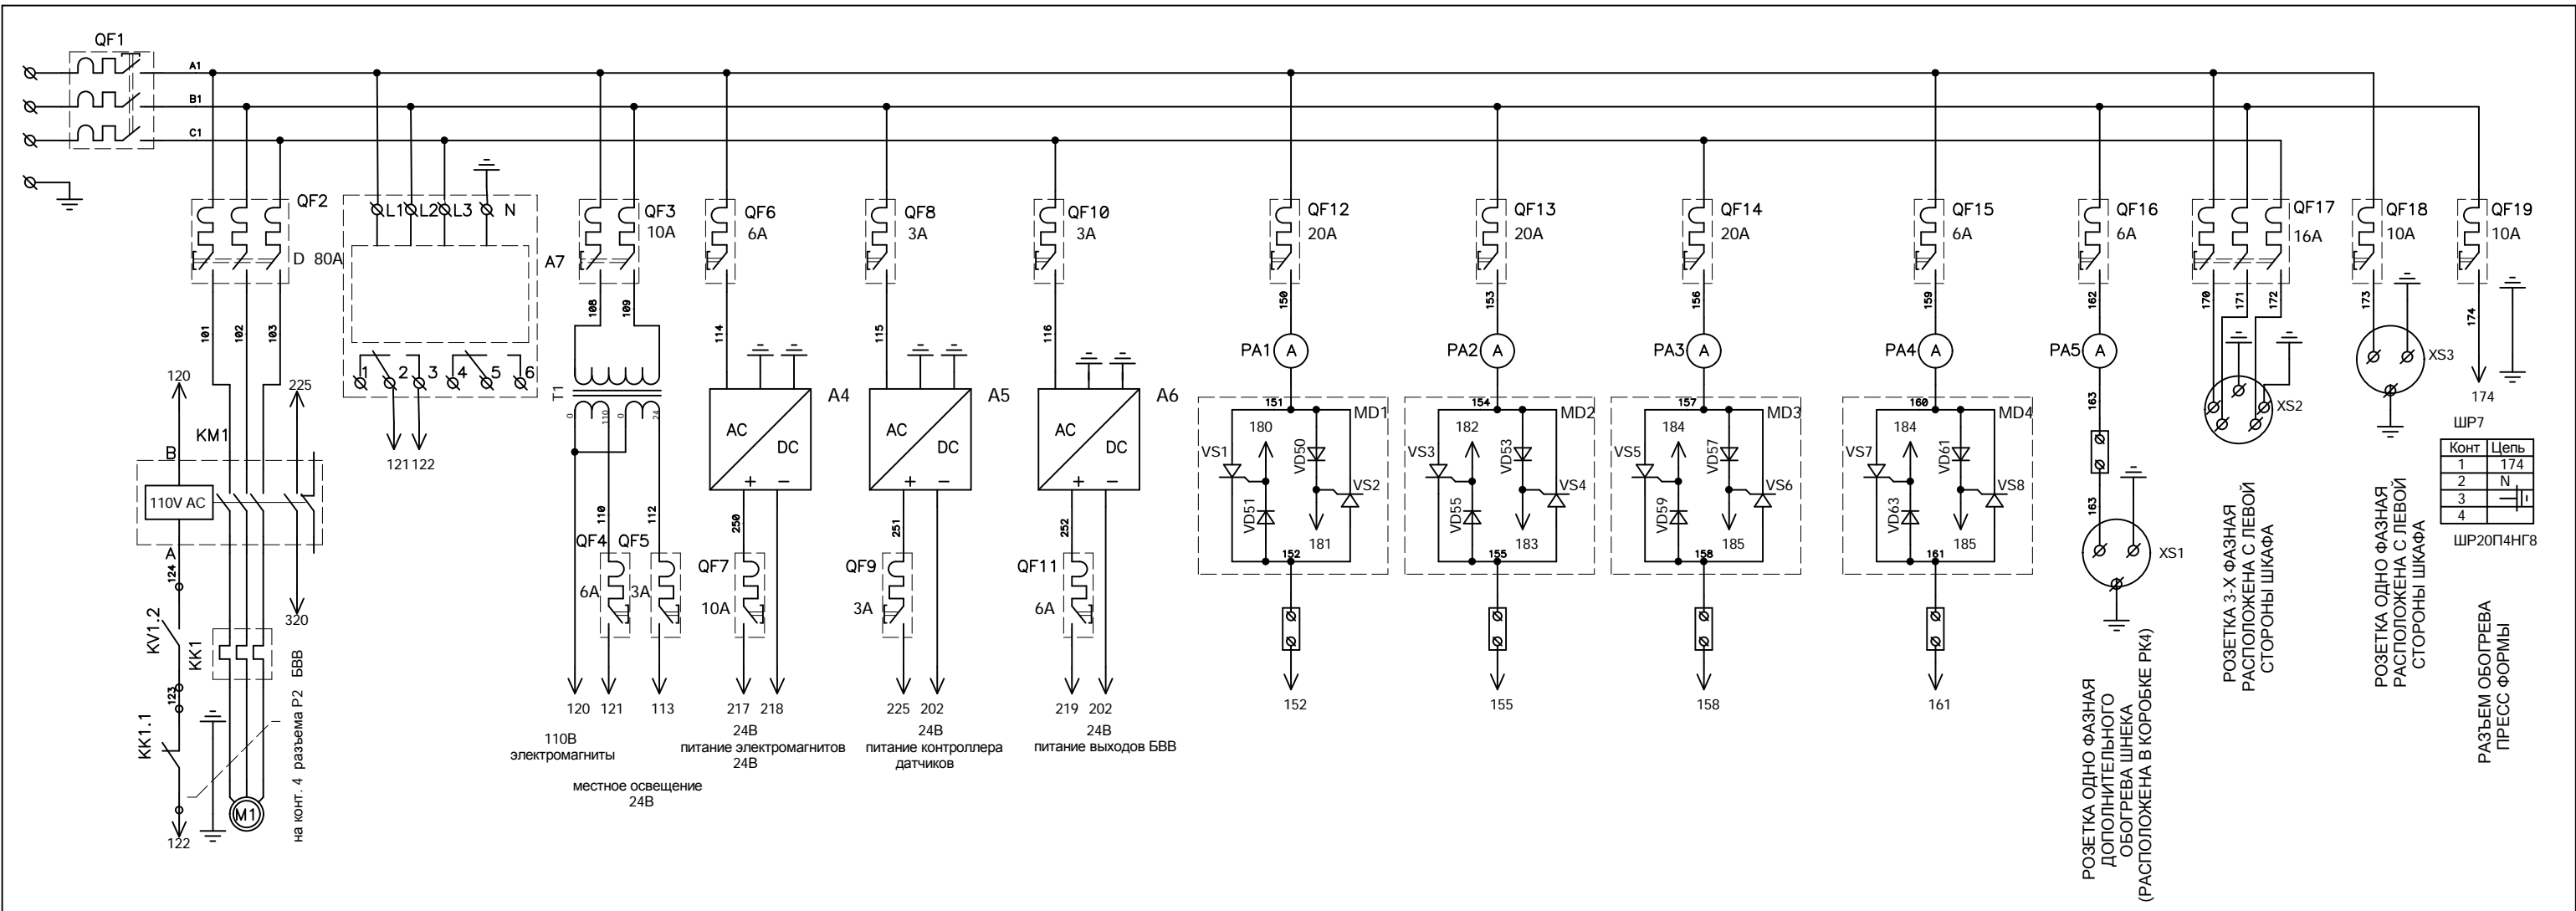 QF1
A1
B1
C1
QF2
D 80A
101
102
103
L1
L2
L3
N
A7
1
2
3
4
5
6
121
122
120
225
KM1
B
110V AC
A
124
KV1.2
123
KK1.1
122
KK1
M1
320
на конт. 4 разъема P2 БВВ
QF3
10A
108
109
T1
0
110
0
24
110
112
QF4
6A
QF5
3A
120
121
113
110В
электромагниты
местное освещение
24В
QF6
6A
114
A4
AC
DC
+
−
250
QF7
10A
217
218
24В
питание электромагнитов
24В
QF8
3A
115
A5
AC
DC
+
−
251
QF9
3A
225
202
24В
питание контроллера
датчиков
QF10
3A
116
A6
AC
DC
+
−
252
QF11
6A
219
202
24В
питание выходов БВВ
QF12
20A
150
PA1
A
151
MD1
VS1
180
VD50
VD51
VS2
181
152
152
QF13
20A
153
PA2
A
154
MD2
VS3
182
VD53
VD55
VS4
183
155
155
QF14
20A
156
PA3
A
157
MD3
VS5
184
VD57
VD59
VS6
185
158
158
QF15
6A
159
PA4
A
160
MD4
VS7
184
VD61
VD63
VS8
185
161
161
QF16
6A
162
PA5
A
163
163
XS1
РОЗЕТКА ОДНО ФАЗНАЯ
ДОПОЛНИТЕЛЬНОГО
ОБОГРЕВА ШНЕКА
(РАСПОЛОЖЕНА В КОРОБКЕ РК4)
QF17
16A
170
171
172
XS2
РОЗЕТКА 3-Х ФАЗНАЯ
РАСПОЛОЖЕНА С ЛЕВОЙ
СТОРОНЫ ШКАФА
QF18
10A
173
XS3
РОЗЕТКА ОДНО ФАЗНАЯ
РАСПОЛОЖЕНА С ЛЕВОЙ
СТОРОНЫ ШКАФА
QF19
10A
174
174
ШР7
Конт Цепь
1 174
2 N
3
4
ШР20П4НГ8
РАЗЪЕМ ОБОГРЕВА
ПРЕСС ФОРМЫ